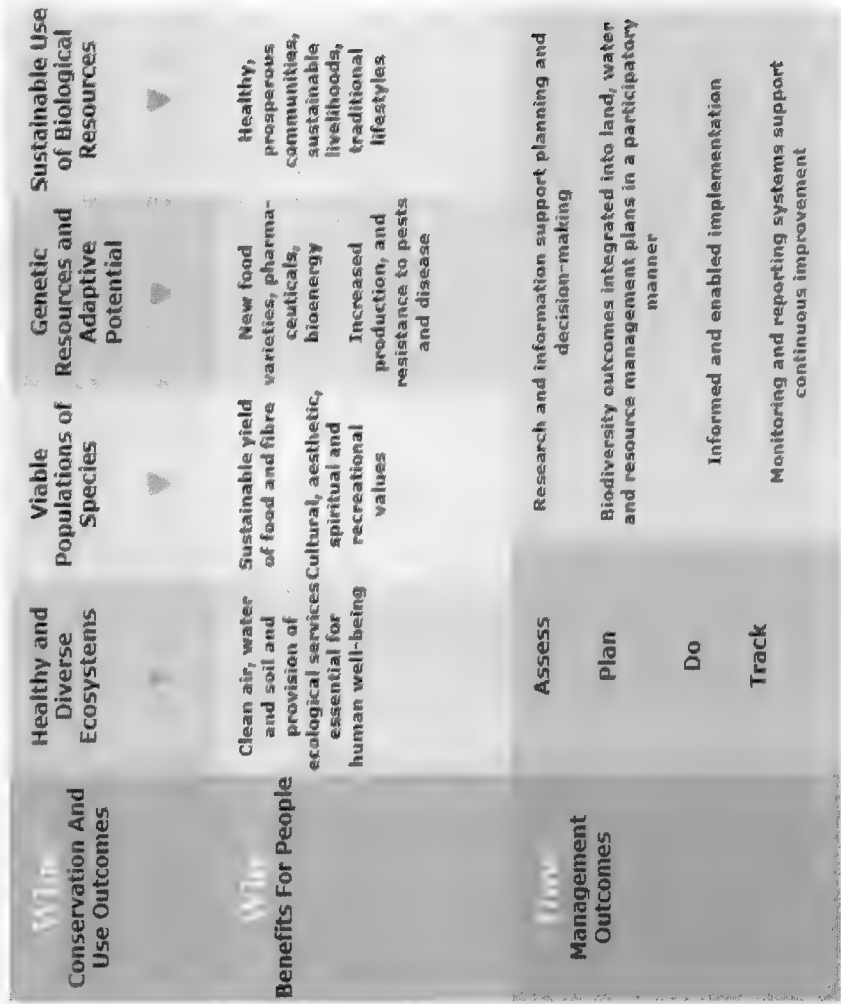 Conservation And
Use Outcomes
Healthy and
Diverse
Ecosystems
Viable
Populations of
Species
Genetic
Resources and
Adaptive
Potential
Sustainable Use
of Biological
Resources
Benefits For People
Clean air, water
and soil and
provision of
ecological services
essential for
human well-being
Sustainable yield
of food and fibre
Cultural, aesthetic,
spiritual and
recreational
values
New food
varieties, pharma-
ceuticals,
bioenergy
Increased
production, and
resistance to pests
and disease
Healthy,
prosperous
communities,
sustainable
livelihoods,
traditional
lifestyles
How
Management
Outcomes
Assess
Research and information support planning and
decision-making
Plan
Biodiversity outcomes integrated into land, water
and resource management plans in a participatory
manner
Do
Informed and enabled implementation
Track
Monitoring and reporting systems support
continuous improvement